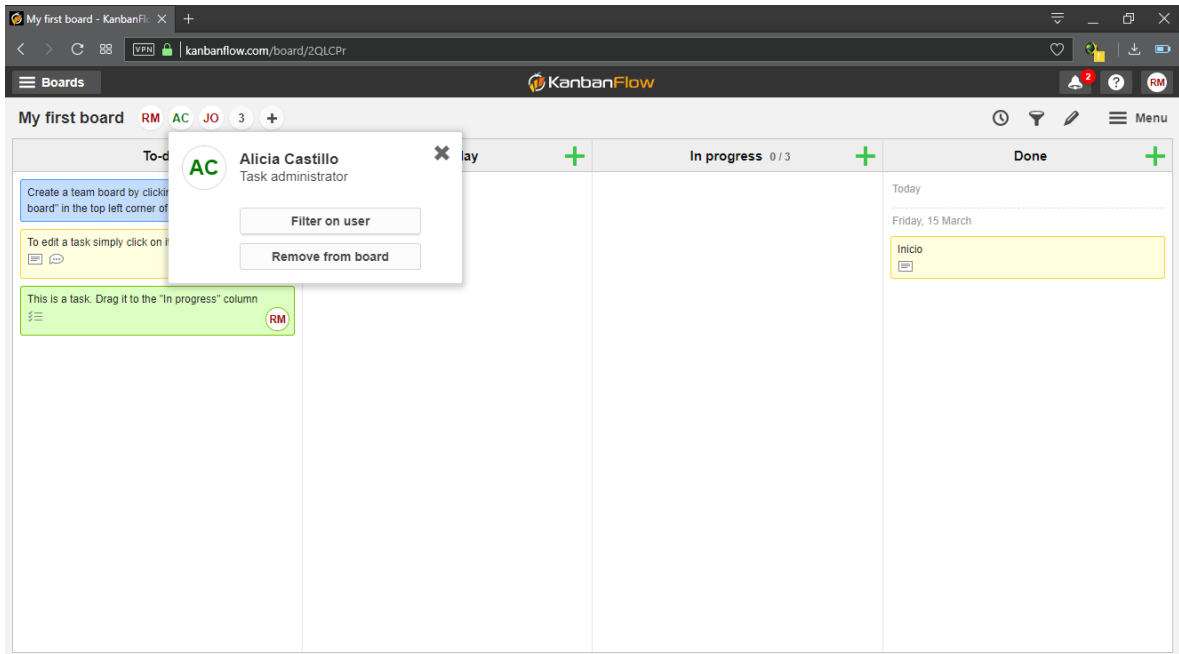 My first board - KanbanFlo
VPN kanbanflow.com/board/2QLCPr
Boards
KanbanFlow
2
?
RM
My first board RM AC JO 3 +
Menu
To-d
lay
In progress 0 / 3
Done
AC
Alicia Castillo
Task administrator
Filter on user
Remove from board
Create a team board by clickin
board" in the top left corner of
To edit a task simply click on i
This is a task. Drag it to the "In progress" column
RM
Today
Friday, 15 March
Inicio